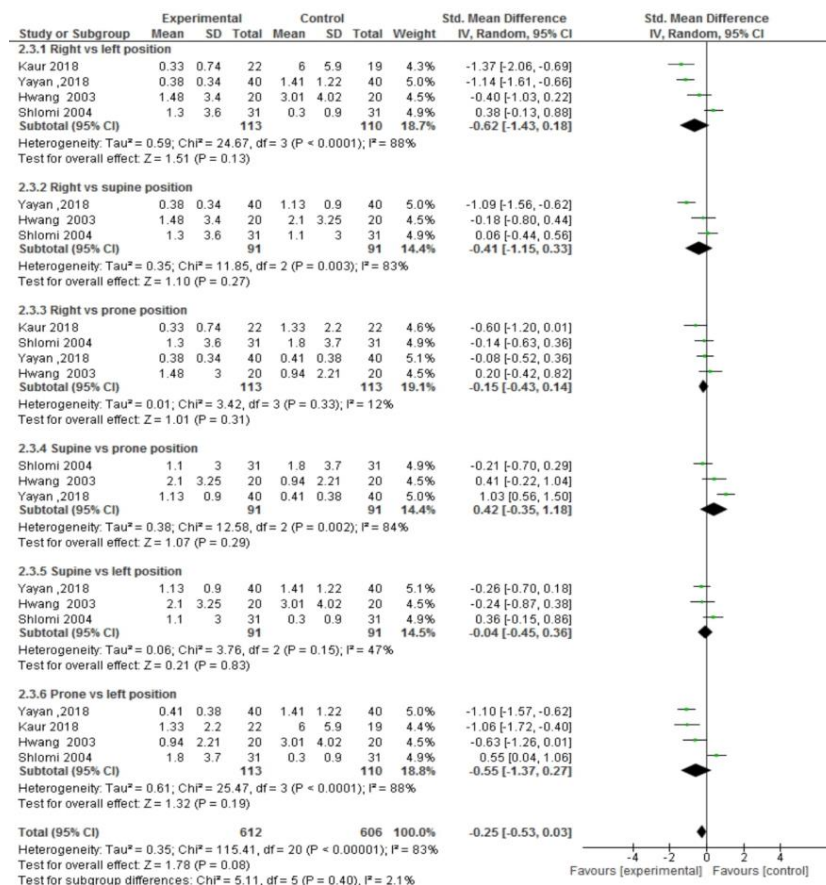 Experimental Control Std. Mean Difference Std. Mean Difference
Study or Subgroup Mean SD Total Mean SD Total Weight IV, Random, 95% CI IV, Random, 95% CI
2.3.1 Right vs left position
Kaur 2018 0.33 0.74 22 6 5.9 19 4.3% -1.37 [-2.06, -0.69]
Yayan ,2018 0.38 0.34 40 1.41 1.22 40 5.0% -1.14 [-1.61, -0.66]
Hwang 2003 1.48 3.4 20 3.01 4.02 20 4.5% -0.40 [-1.03, 0.22]
Shlomi 2004 1.3 3.6 31 0.3 0.9 31 4.9% 0.38 [-0.13, 0.88]
Subtotal (95% CI) 113 110 18.7% -0.62 [-1.43, 0.18]
Heterogeneity: Tau² = 0.59; Chi² = 24.67, df = 3 (P < 0.0001); I² = 88%
Test for overall effect: Z = 1.51 (P = 0.13)
2.3.2 Right vs supine position
Yayan ,2018 0.38 0.34 40 1.13 0.9 40 5.0% -1.09 [-1.56, -0.62]
Hwang 2003 1.48 3.4 20 2.1 3.25 20 4.5% -0.18 [-0.80, 0.44]
Shlomi 2004 1.3 3.6 31 1.1 3 31 4.9% 0.06 [-0.44, 0.56]
Subtotal (95% CI) 91 91 14.4% -0.41 [-1.15, 0.33]
Heterogeneity: Tau² = 0.35; Chi² = 11.85, df = 2 (P = 0.003); I² = 83%
Test for overall effect: Z = 1.10 (P = 0.27)
2.3.3 Right vs prone position
Kaur 2018 0.33 0.74 22 1.33 2.2 22 4.6% -0.60 [-1.20, 0.01]
Shlomi 2004 1.3 3.6 31 1.8 3.7 31 4.9% -0.14 [-0.63, 0.36]
Yayan ,2018 0.38 0.34 40 0.41 0.38 40 5.1% -0.08 [-0.52, 0.36]
Hwang 2003 1.48 3 20 0.94 2.21 20 4.5% 0.20 [-0.42, 0.82]
Subtotal (95% CI) 113 113 19.1% -0.15 [-0.43, 0.14]
Heterogeneity: Tau² = 0.01; Chi² = 3.42, df = 3 (P = 0.33); I² = 12%
Test for overall effect: Z = 1.01 (P = 0.31)
2.3.4 Supine vs prone position
Shlomi 2004 1.1 3 31 1.8 3.7 31 4.9% -0.21 [-0.70, 0.29]
Hwang 2003 2.1 3.25 20 0.94 2.21 20 4.4% 0.41 [-0.22, 1.04]
Yayan ,2018 1.13 0.9 40 0.41 0.38 40 5.0% 1.03 [0.56, 1.50]
Subtotal (95% CI) 91 91 14.4% 0.42 [-0.35, 1.18]
Heterogeneity: Tau² = 0.38; Chi² = 12.58, df = 2 (P = 0.002); I² = 84%
Test for overall effect: Z = 1.07 (P = 0.29)
2.3.5 Supine vs left position
Yayan ,2018 1.13 0.9 40 1.41 1.22 40 5.1% -0.26 [-0.70, 0.18]
Hwang 2003 2.1 3.25 20 3.01 4.02 20 4.5% -0.24 [-0.87, 0.38]
Shlomi 2004 1.1 3 31 0.3 0.9 31 4.9% 0.36 [-0.15, 0.86]
Subtotal (95% CI) 91 91 14.5% -0.04 [-0.45, 0.36]
Heterogeneity: Tau² = 0.06; Chi² = 3.76, df = 2 (P = 0.15); I² = 47%
Test for overall effect: Z = 0.21 (P = 0.83)
2.3.6 Prone vs left position
Yayan ,2018 0.41 0.38 40 1.41 1.22 40 5.0% -1.10 [-1.57, -0.62]
Kaur 2018 1.33 2.2 22 6 5.9 19 4.4% -1.06 [-1.72, -0.40]
Hwang 2003 0.94 2.21 20 3.01 4.02 20 4.4% -0.63 [-1.26, 0.01]
Shlomi 2004 1.8 3.7 31 0.3 0.9 31 4.9% 0.55 [0.04, 1.06]
Subtotal (95% CI) 113 110 18.8% -0.55 [-1.37, 0.27]
Heterogeneity: Tau² = 0.61; Chi² = 25.47, df = 3 (P < 0.0001); I² = 88%
Test for overall effect: Z = 1.32 (P = 0.19)
Total (95% CI) 612 606 100.0% -0.25 [-0.53, 0.03]
Heterogeneity: Tau² = 0.35; Chi² = 115.41, df = 20 (P < 0.00001); I² = 83%
Test for overall effect: Z = 1.78 (P = 0.08)
Test for subgroup differences: Chi² = 5.11, df = 5 (P = 0.40), I² = 2.1%
-4 -2 0 2 4
Favours [experimental] Favours [control]